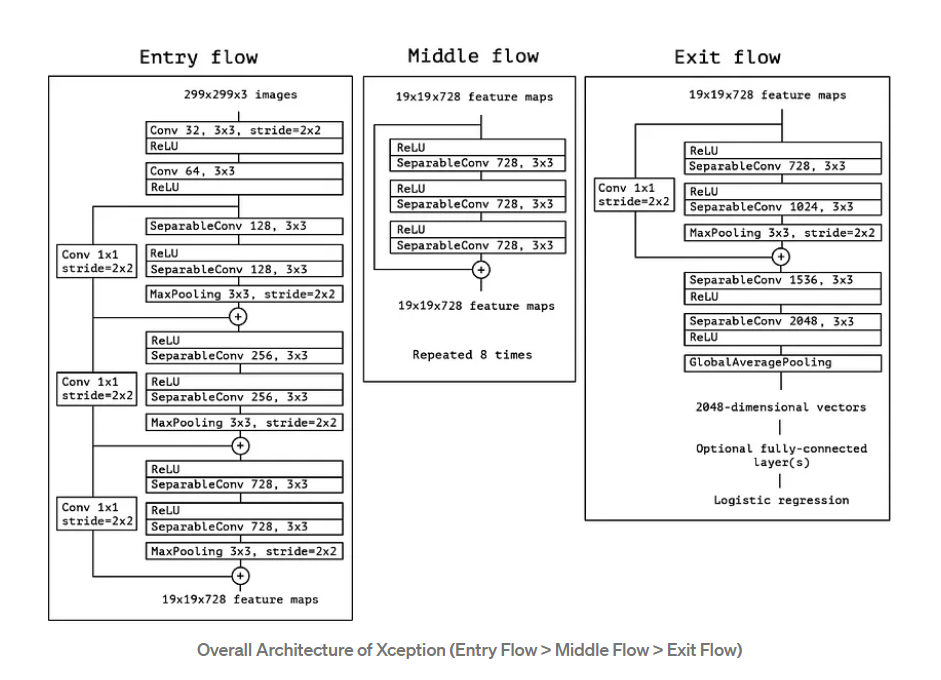 Entry flow
299x299x3 images
Conv 32, 3x3, stride=2x2
ReLU
Conv 64, 3x3
ReLU
SeparableConv 128, 3x3
Conv 1x1
stride=2x2
ReLU
SeparableConv 128, 3x3
MaxPooling 3x3, stride=2x2
+
ReLU
SeparableConv 256, 3x3
Conv 1x1
stride=2x2
ReLU
SeparableConv 256, 3x3
MaxPooling 3x3, stride=2x2
+
ReLU
SeparableConv 728, 3x3
Conv 1x1
stride=2x2
ReLU
SeparableConv 728, 3x3
MaxPooling 3x3, stride=2x2
+
19x19x728 feature maps
Middle flow
19x19x728 feature maps
ReLU
SeparableConv 728, 3x3
ReLU
SeparableConv 728, 3x3
ReLU
SeparableConv 728, 3x3
+
19x19x728 feature maps
Repeated 8 times
Exit flow
19x19x728 feature maps
ReLU
SeparableConv 728, 3x3
Conv 1x1
stride=2x2
ReLU
SeparableConv 1024, 3x3
MaxPooling 3x3, stride=2x2
+
SeparableConv 1536, 3x3
ReLU
SeparableConv 2048, 3x3
ReLU
GlobalAveragePooling
2048-dimensional vectors
Optional fully-connected
layer(s)
Logistic regression
Overall Architecture of Xception (Entry Flow > Middle Flow > Exit Flow)